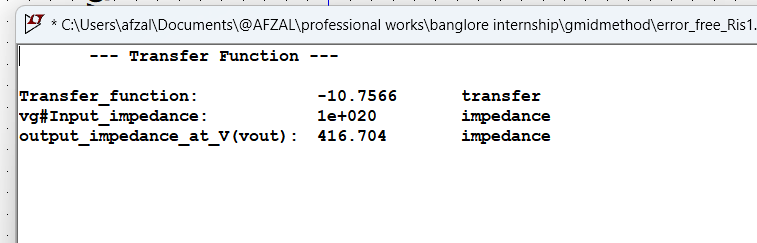 * C:\Users\afzal\Documents\@AFZAL\professional works\banglore internship\gmidmethod\error_free_Ris1.
--- Transfer Function ---
Transfer_function: -10.7566 transfer
vg#Input_impedance: 1e+020 impedance
output_impedance_at_V(vout): 416.704 impedance